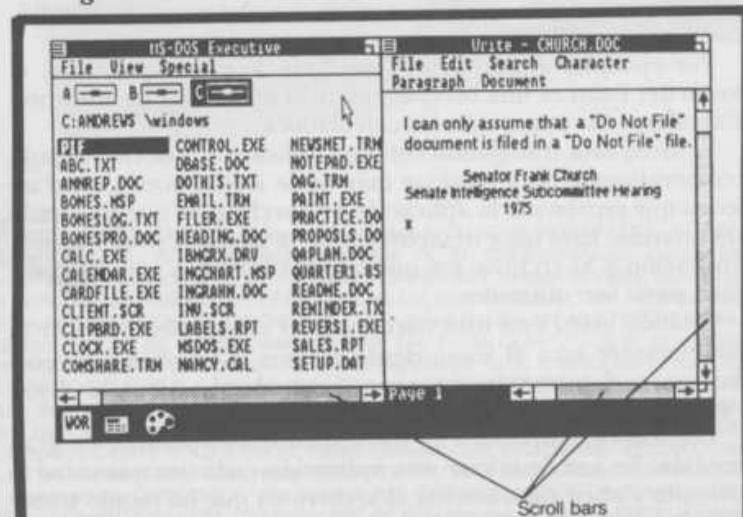 MS-DOS Executive
File View Special
A B C
C:ANDREWS \windows
PIF CONTROL.EXE NEWSNET.TRM
ABC.TXT DBASE.DOC NOTEPAD.EXE
ANNREP.DOC DOTHIS.TXT OAG.TRM
BONES.MSP EMAIL.TRM PAINT.EXE
BONESLOG.TXT FILER.EXE PRACTICE.DO
BONESPRO.DOC HEADING.DOC PROPOSLS.DO
CALC.EXE IBMGRX.DRV QAPLAN.DOC
CALENDAR.EXE INGCHART.MSP QUARTER1.85
CARDFILE.EXE INGRAHM.DOC README.DOC
CLIENT.SCR INV.SCR REMINDER.TX
CLIPBRD.EXE LABELS.RPT REVERSI.EXE
CLOCK.EXE MSDOS.EXE SALES.RPT
COMSHARE.TRM NANCY.CAL SETUP.DAT
Write - CHURCH.DOC
File Edit Search Character
Paragraph Document
I can only assume that a "Do Not File"
document is filed in a "Do Not File" file.
Senator Frank Church
Senate Intelligence Subcommittee Hearing
1975
Page 1
WOR
Scroll bars